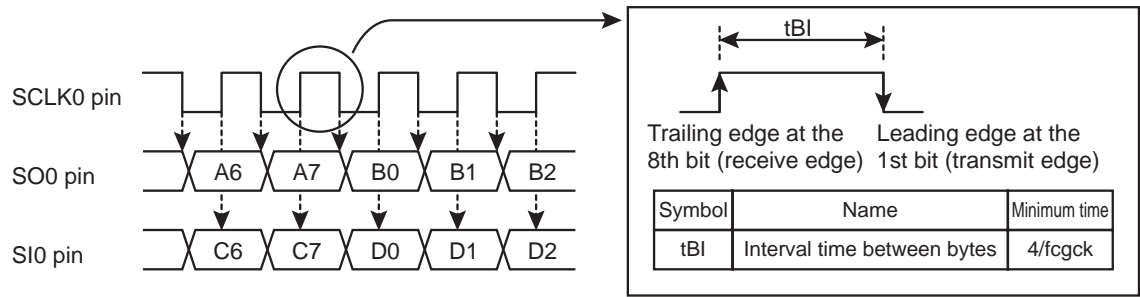 SCLK0 pin
SO0 pin
A6 A7 B0 B1 B2
SI0 pin
C6 C7 D0 D1 D2
tBI
Trailing edge at the
8th bit (receive edge)
Leading edge at the
1st bit (transmit edge)
Symbol Name Minimum time
tBI Interval time between bytes 4/fcgck